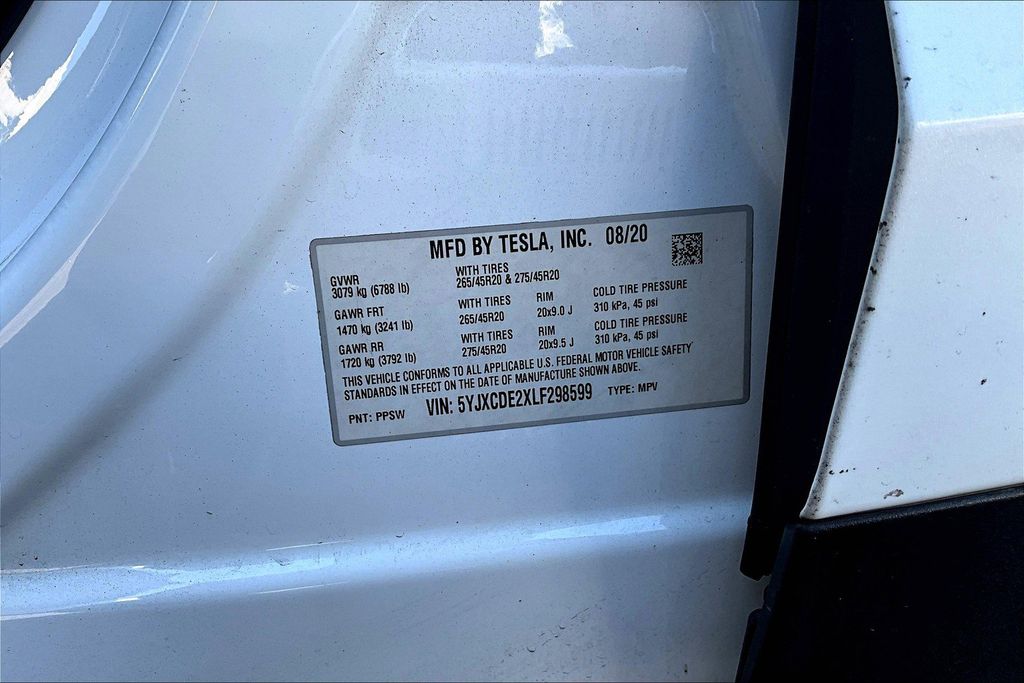 MFD BY TESLA, INC. 08/20
GVWR
3079 kg (6788 lb)
WITH TIRES
265/45R20 & 275/45R20
GAWR FRT
1470 kg (3241 lb)
WITH TIRES
265/45R20
RIM
20x9.0 J
COLD TIRE PRESSURE
310 kPa, 45 psi
GAWR RR
1720 kg (3792 lb)
WITH TIRES
275/45R20
RIM
20x9.5 J
COLD TIRE PRESSURE
310 kPa, 45 psi
THIS VEHICLE CONFORMS TO ALL APPLICABLE U.S. FEDERAL MOTOR VEHICLE SAFETY
STANDARDS IN EFFECT ON THE DATE OF MANUFACTURE SHOWN ABOVE.
PNT: PPSW VIN: 5YJXCDE2XLF298599 TYPE: MPV